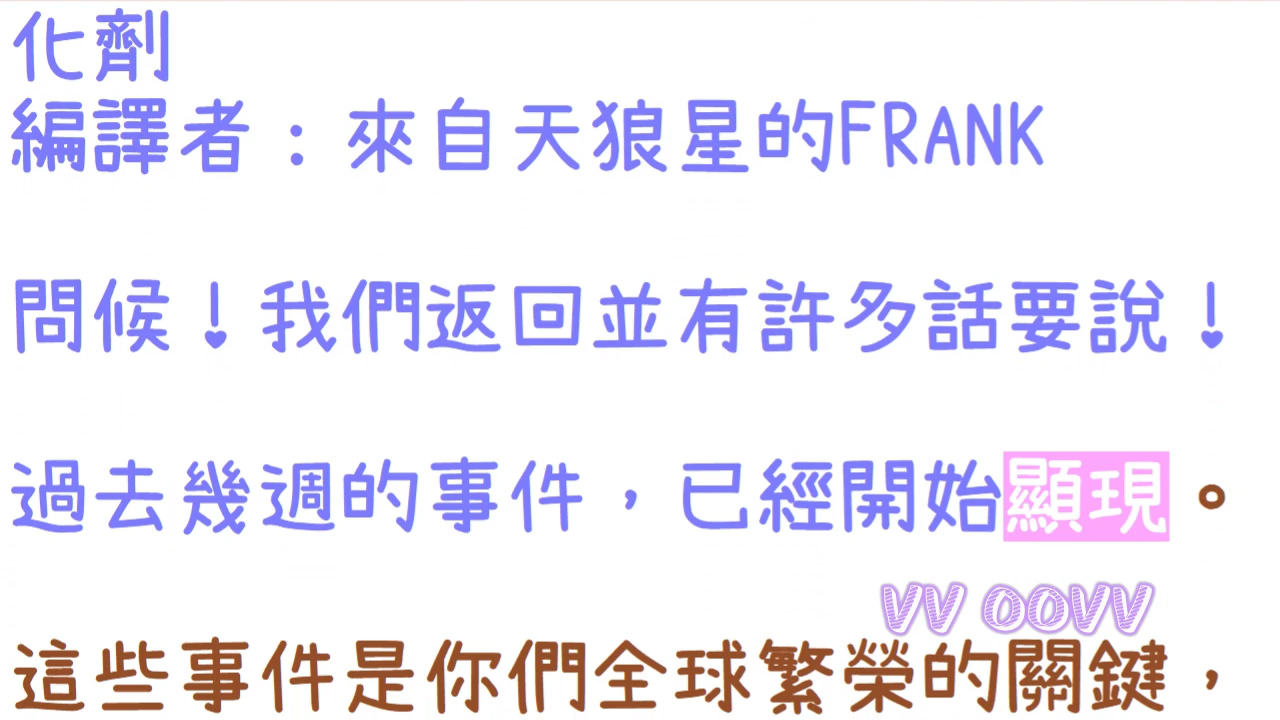 化劑
編譯者：來自天狼星的FRANK
問候！我們返回並有許多話要說！
過去幾週的事件，已經開始顯現。
VV OOVV
這些事件是你們全球繁榮的關鍵，